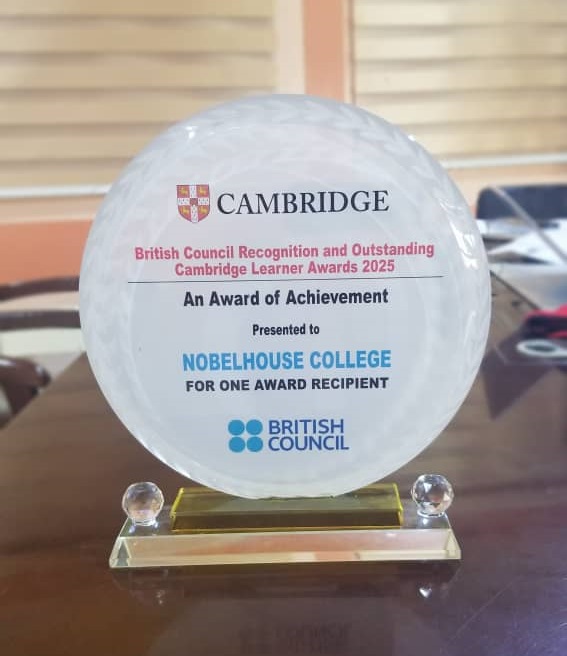 CAMBRIDGE
British Council Recognition and Outstanding
Cambridge Learner Awards 2025
An Award of Achievement
Presented to
NOBELHOUSE COLLEGE
FOR ONE AWARD RECIPIENT
BRITISH
COUNCIL